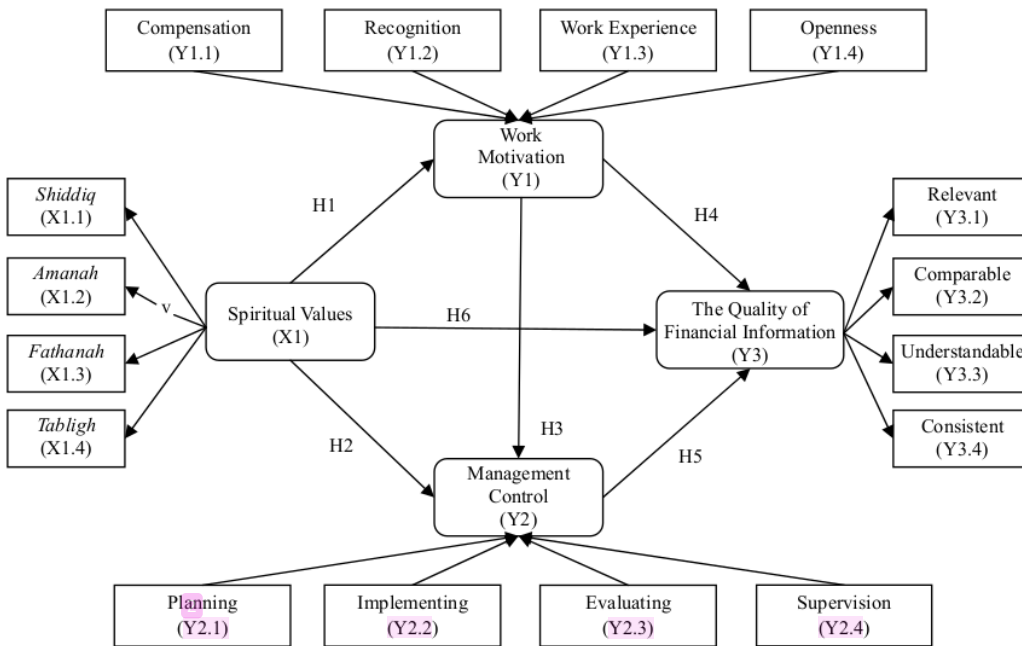 Compensation
(Y1.1)
Recognition
(Y1.2)
Work Experience
(Y1.3)
Openness
(Y1.4)
Work
Motivation
(Y1)
Shiddiq
(X1.1)
Amanah
(X1.2)
Fathanah
(X1.3)
Tabligh
(X1.4)
v
H1
H4
Spiritual Values
(X1)
H6
The Quality of
Financial Information
(Y3)
Relevant
(Y3.1)
Comparable
(Y3.2)
Understandable
(Y3.3)
Consistent
(Y3.4)
H2
H3
H5
Management
Control
(Y2)
Planning
(Y2.1)
Implementing
(Y2.2)
Evaluating
(Y2.3)
Supervision
(Y2.4)